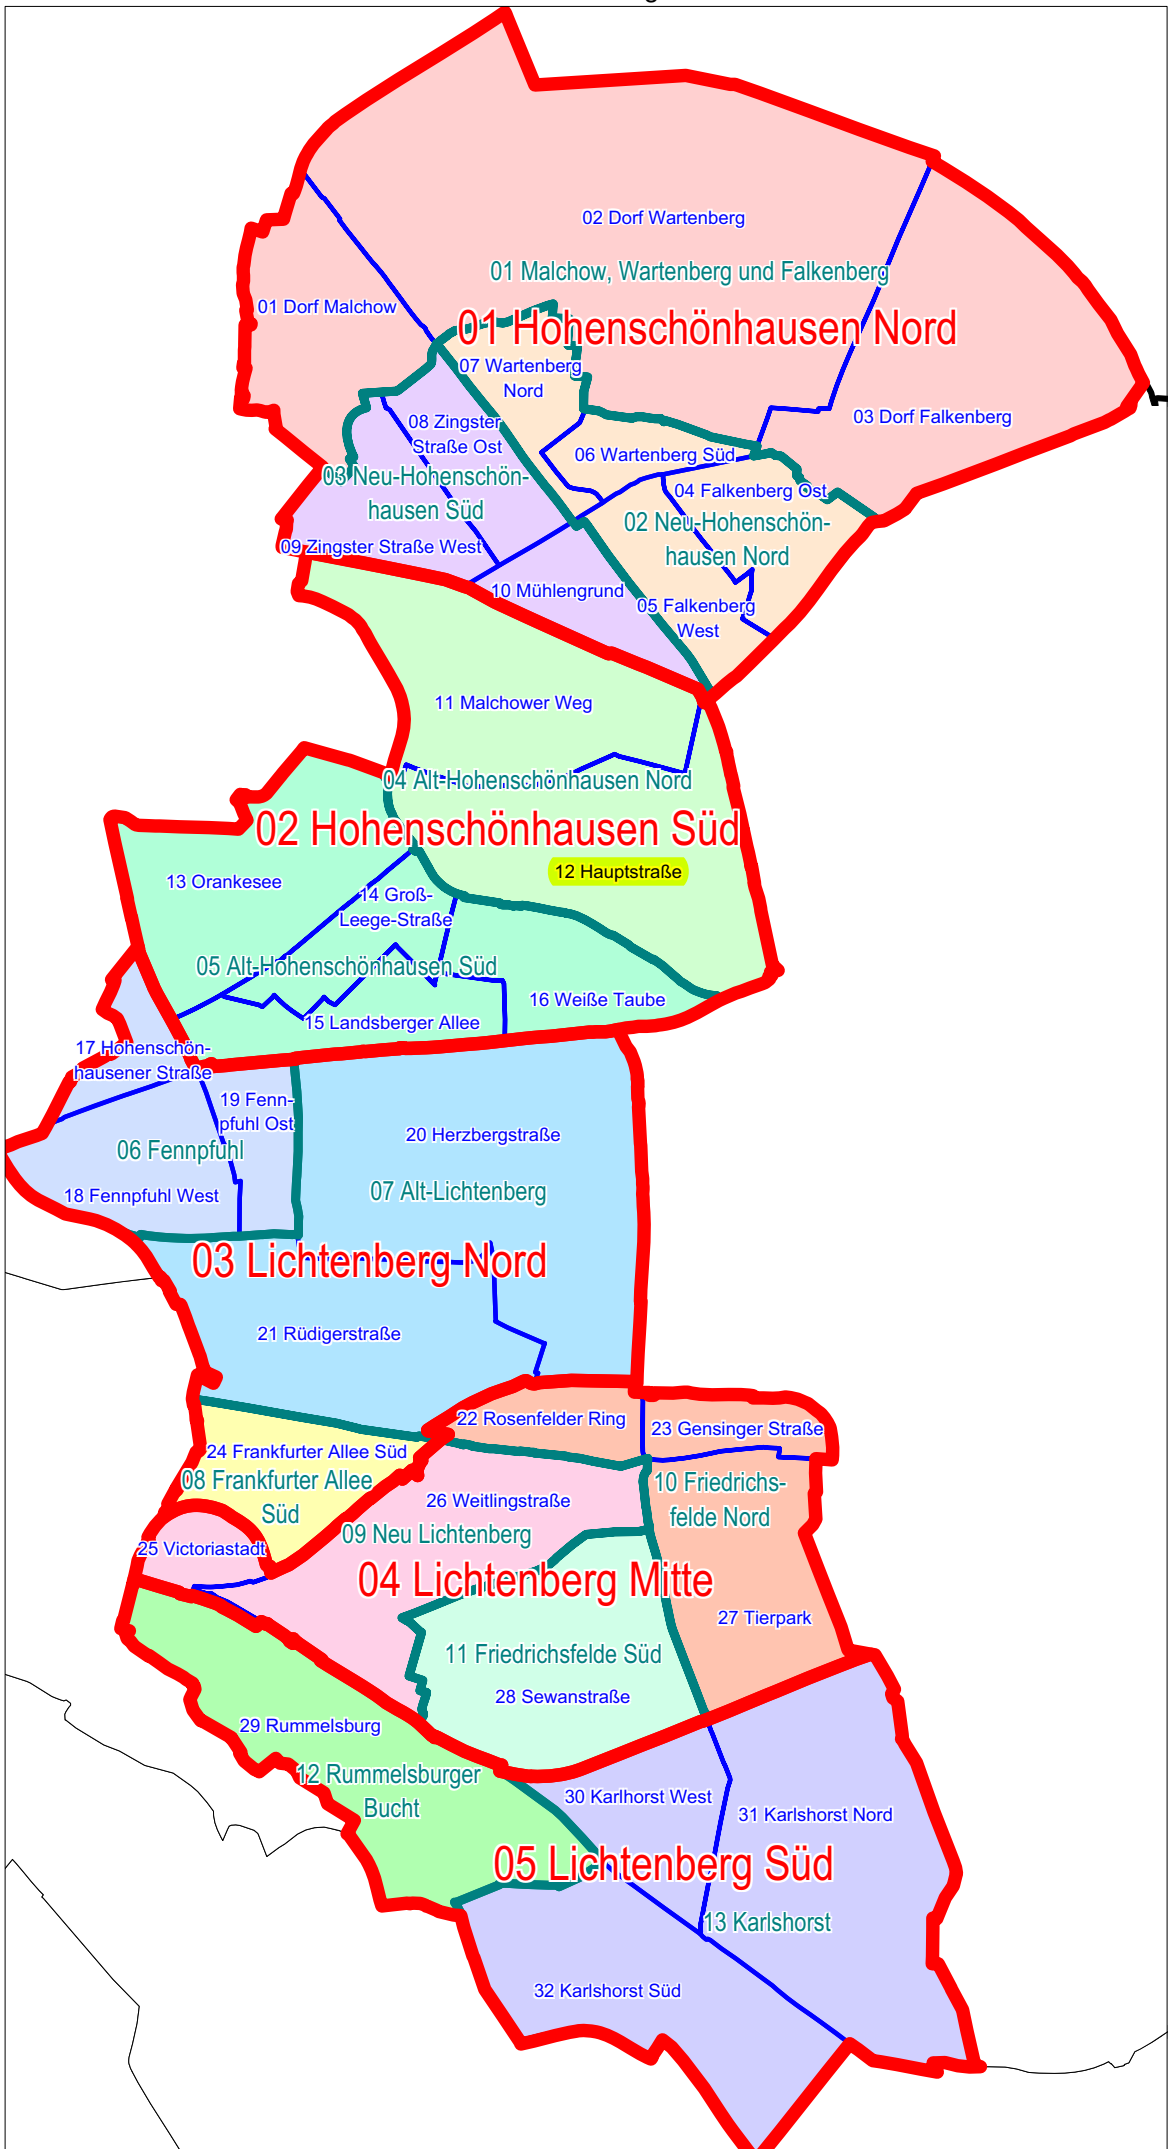 02 Dorf Wartenberg
01 Malchow, Wartenberg und Falkenberg
01 Dorf Malchow
01 Hohenschönhausen Nord
07 Wartenberg
Nord
03 Dorf Falkenberg
08 Zingster
Straße Ost
06 Wartenberg Süd
03 Neu-Hohenschön-
hausen Süd
04 Falkenberg Ost
02 Neu-Hohenschön-
hausen Nord
09 Zingster Straße West
10 Mühlengrund
05 Falkenberg
West
11 Malchower Weg
04 Alt-Hohenschönhausen Nord
02 Hohenschönhausen Süd
12 Hauptstraße
13 Orankesee
14 Groß-
Leege-Straße
05 Alt-Hohenschönhausen Süd
16 Weiße Taube
15 Landsberger Allee
17 Hohenschön-
hausener Straße
19 Fenn-
pfuhl Ost
20 Herzbergstraße
06 Fennpfuhl
18 Fennpfuhl West
07 Alt-Lichtenberg
03 Lichtenberg Nord
21 Rüdigerstraße
22 Rosenfelder Ring
23 Gensinger Straße
24 Frankfurter Allee Süd
08 Frankfurter Allee
Süd
10 Friedrichs-
felde Nord
26 Weitlingstraße
09 Neu Lichtenberg
25 Victoriastadt
04 Lichtenberg Mitte
27 Tierpark
11 Friedrichsfelde Süd
28 Sewanstraße
29 Rummelsburg
12 Rummelsburger
Bucht
30 Karlhorst West
31 Karlshorst Nord
05 Lichtenberg Süd
13 Karlshorst
32 Karlshorst Süd